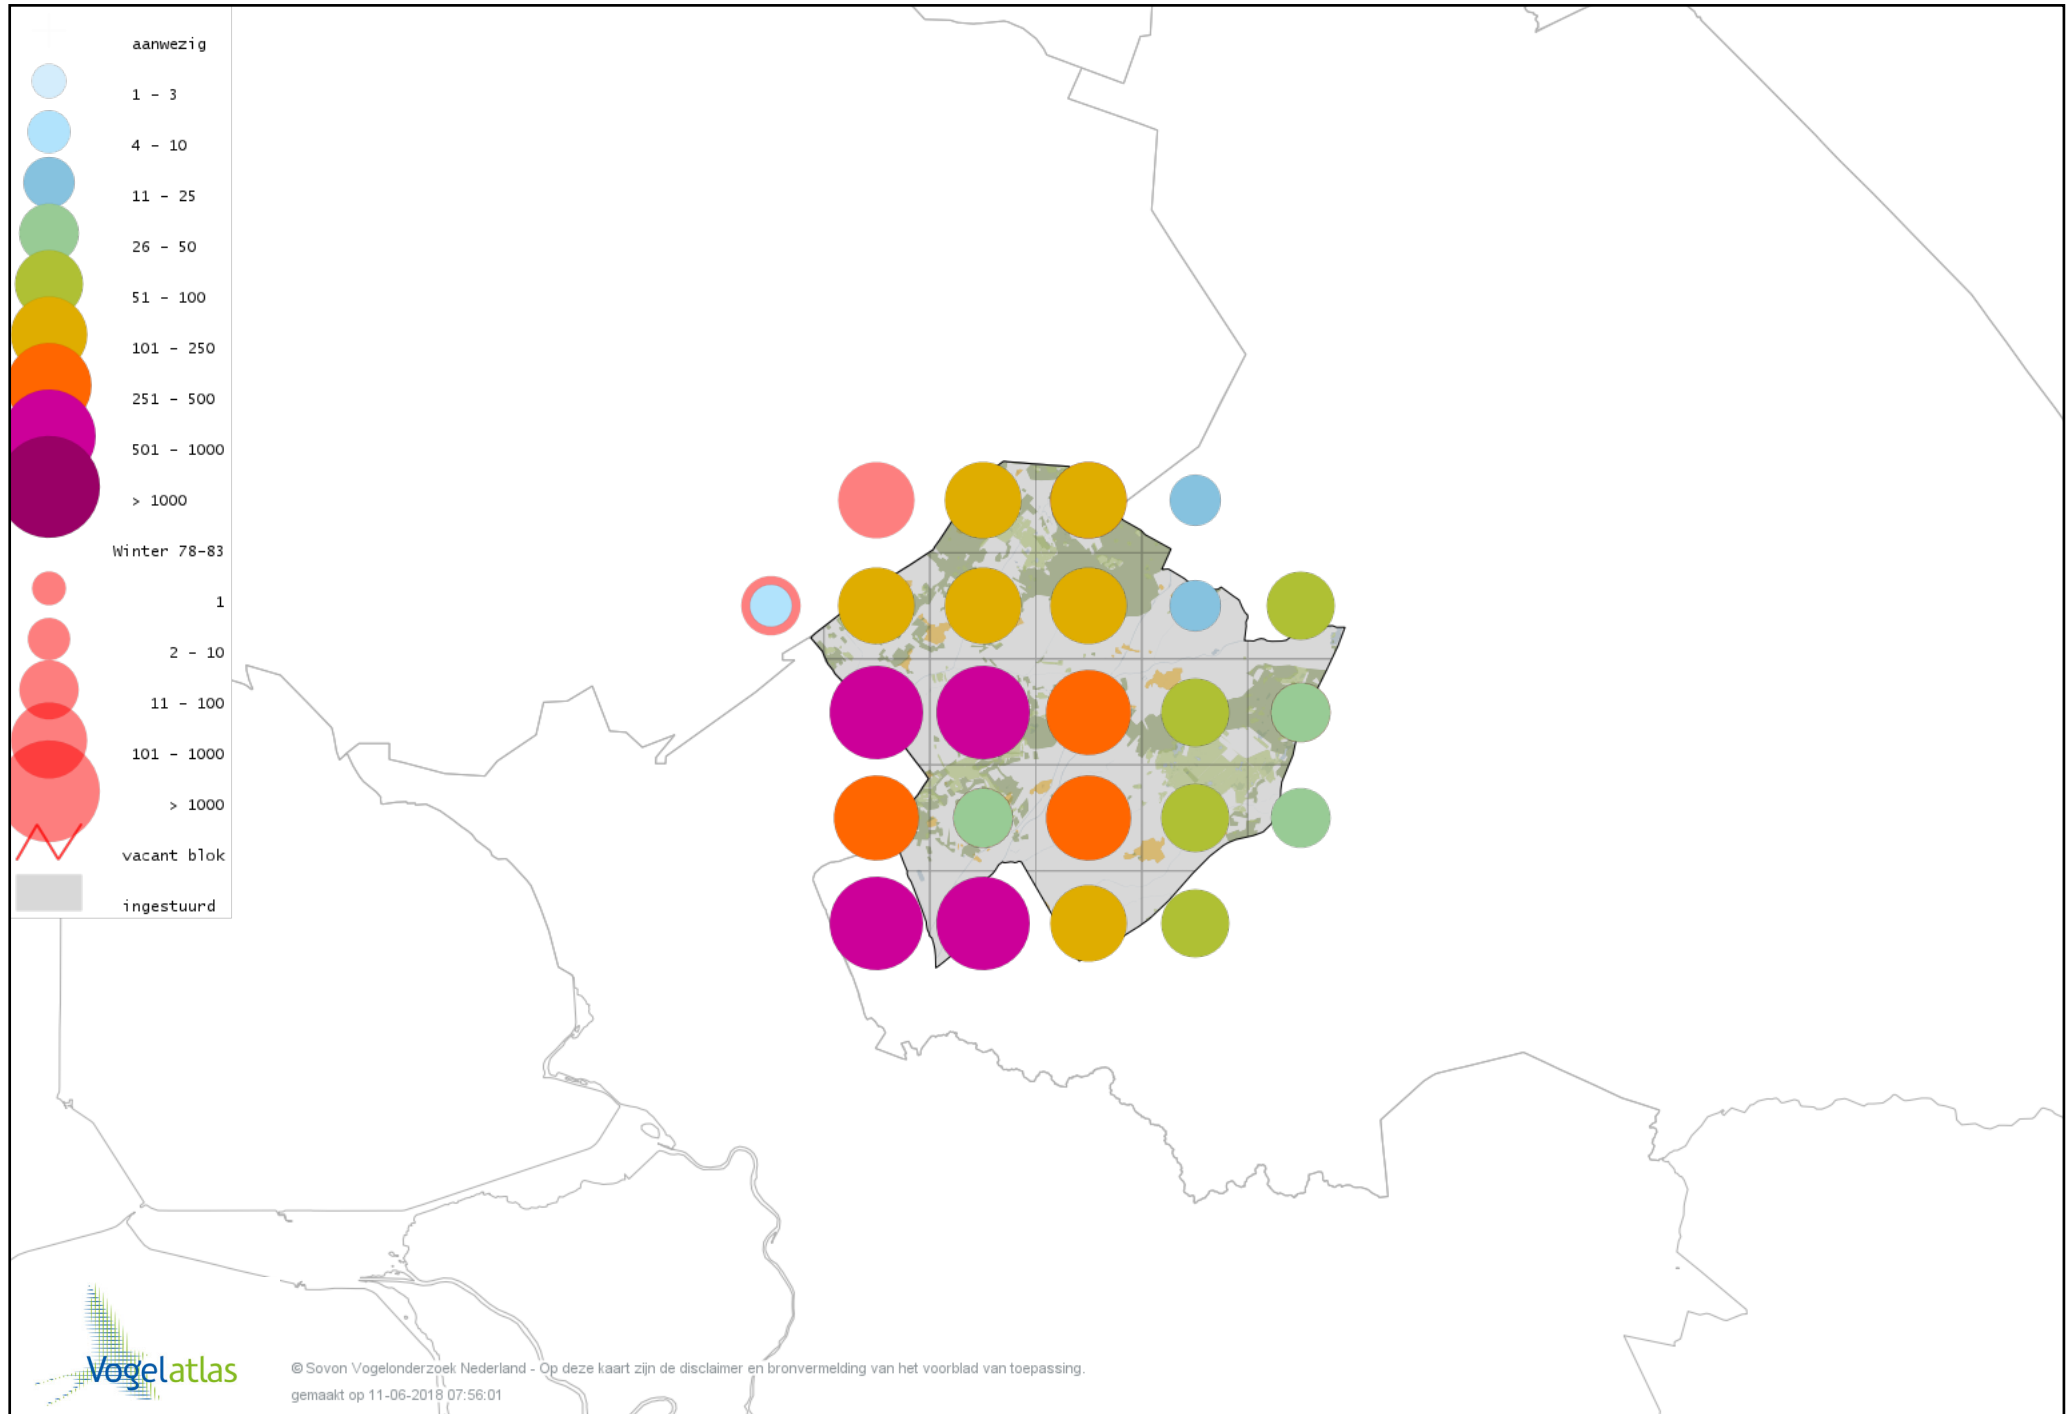 aanwezig
1 - 3
4 - 10
11 - 25
26 - 50
51 - 100
101 - 250
251 - 500
501 - 1000
> 1000
Winter 78-83
1
2 - 10
11 - 100
101 - 1000
> 1000
vacant blok
ingestuurd
Vogelatlas
© Sovon Vogelonderzoek Nederland - Op deze kaart zijn de disclaimer en bronvermelding van het voorblad van toepassing.
gemaakt op 11-06-2018 07:56:01